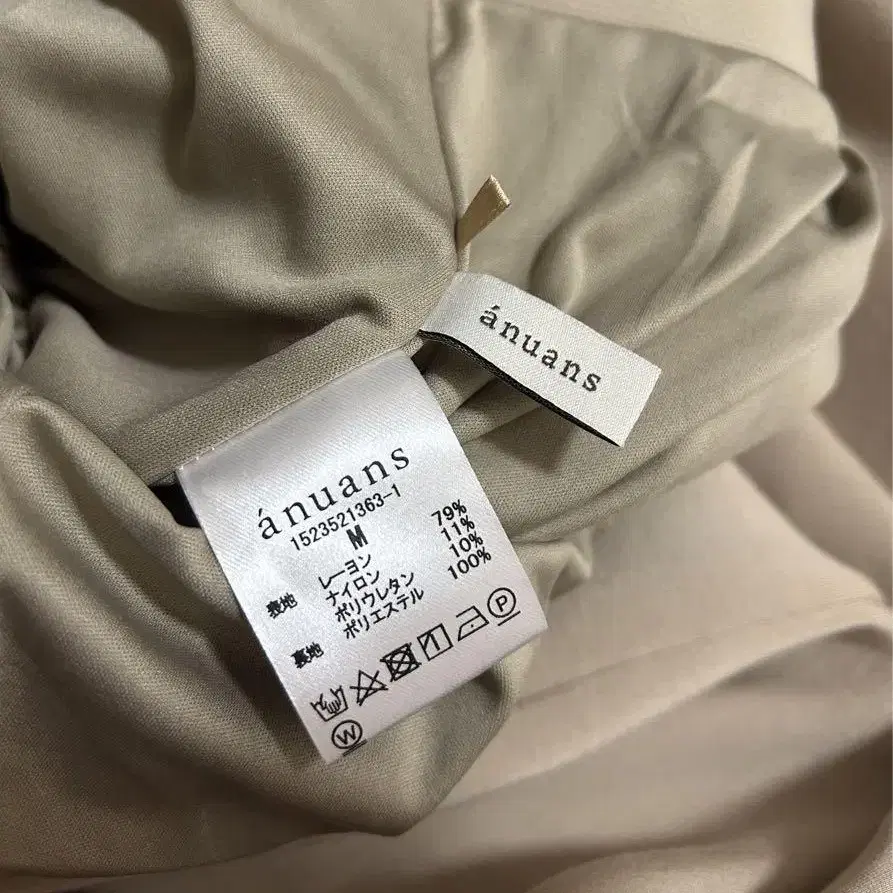 ánuans
ánuans
1523521363-1
M
表地 レーヨン 79%
ナイロン 11%
ポリウレタン 10%
裏地 ポリエステル 100%
P
W